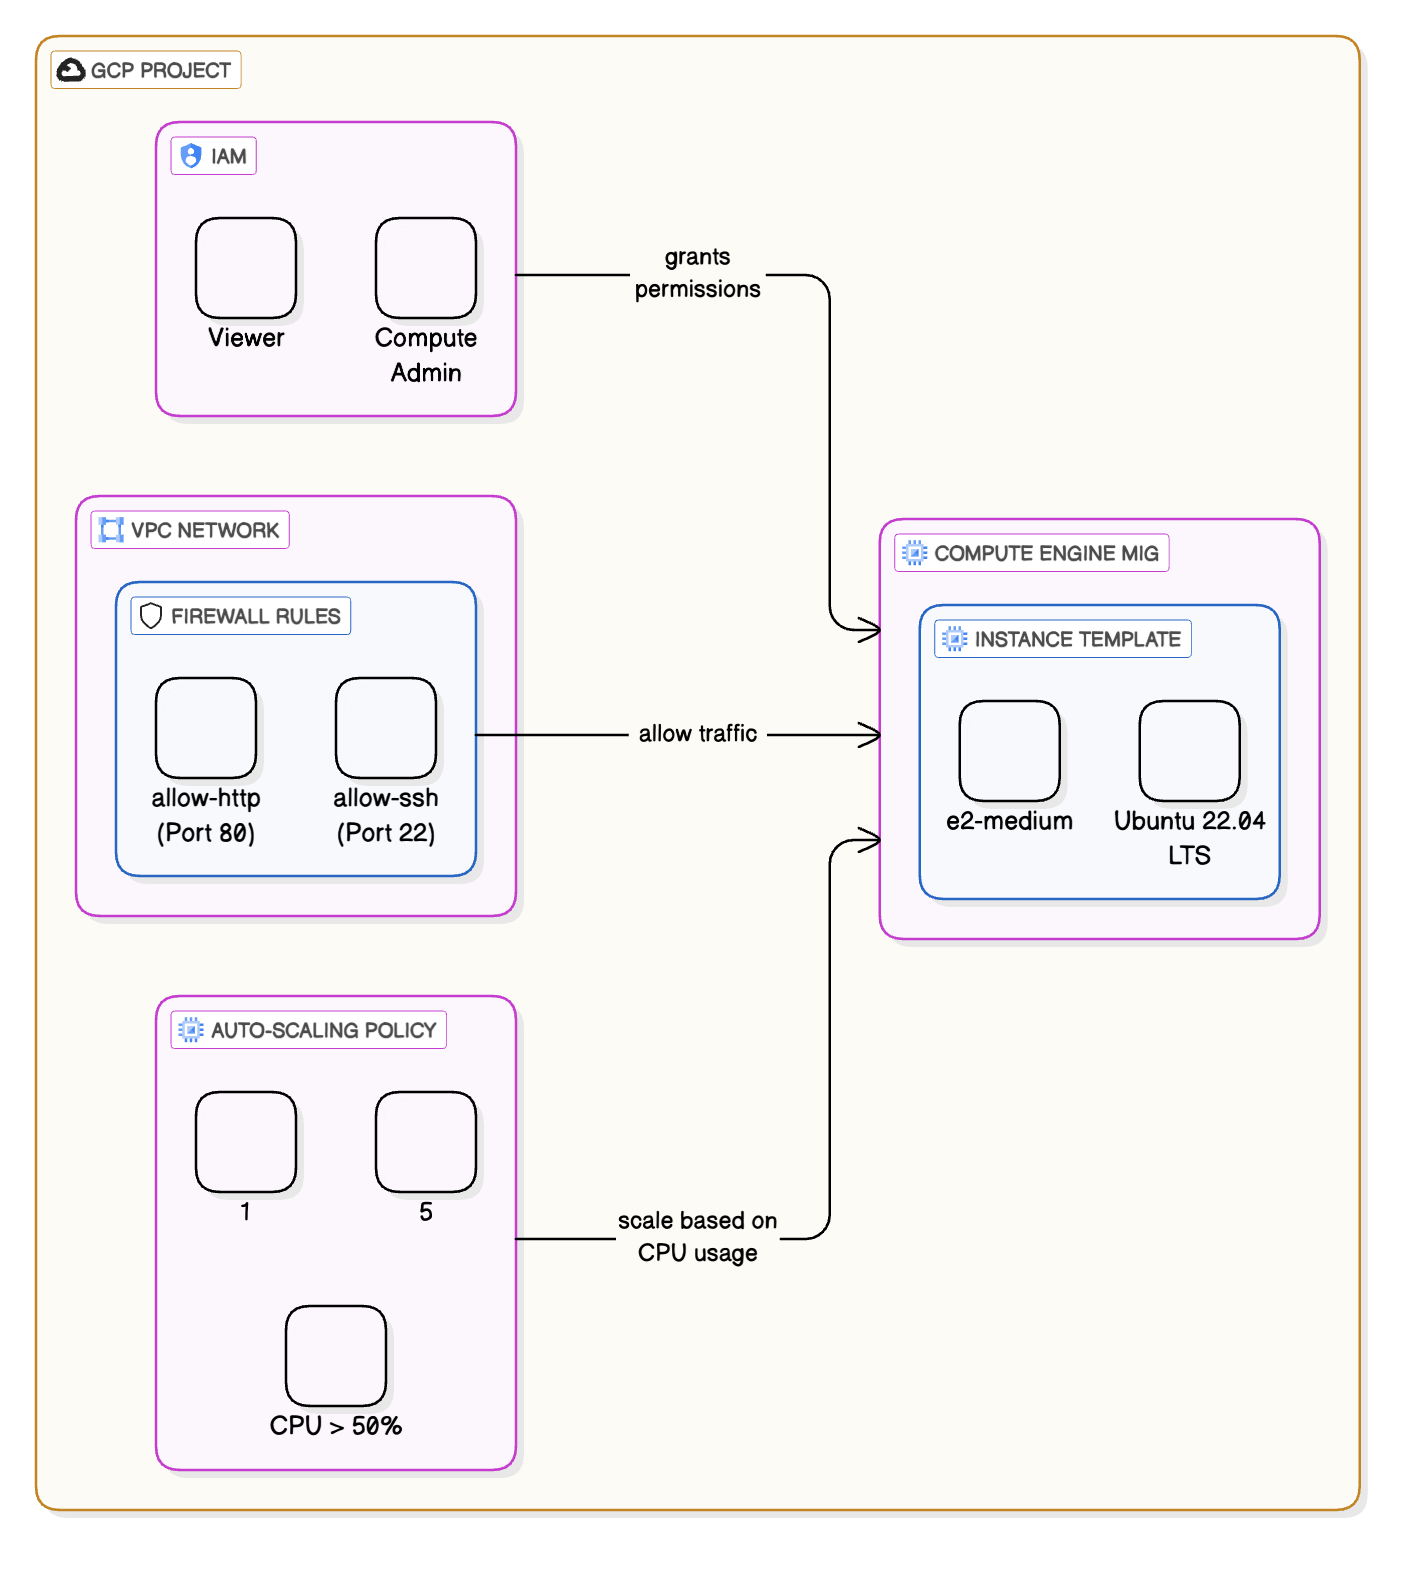 GCP PROJECT
IAM
Viewer
Compute
Admin
grants
permissions
VPC NETWORK
FIREWALL RULES
allow-http
(Port 80)
allow-ssh
(Port 22)
allow traffic
COMPUTE ENGINE MIG
INSTANCE TEMPLATE
e2-medium
Ubuntu 22.04
LTS
AUTO-SCALING POLICY
1
5
CPU > 50%
scale based on
CPU usage